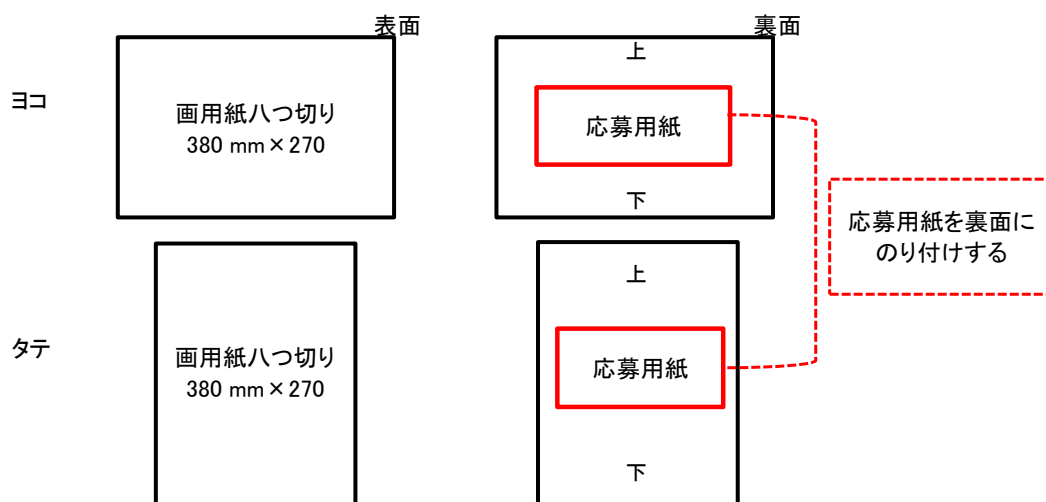 表面
裏面
ヨコ
画用紙八つ切り
380 mm×270
上
応募用紙
下
応募用紙を裏面に
のり付けする
タテ
画用紙八つ切り
380 mm×270
上
応募用紙
下